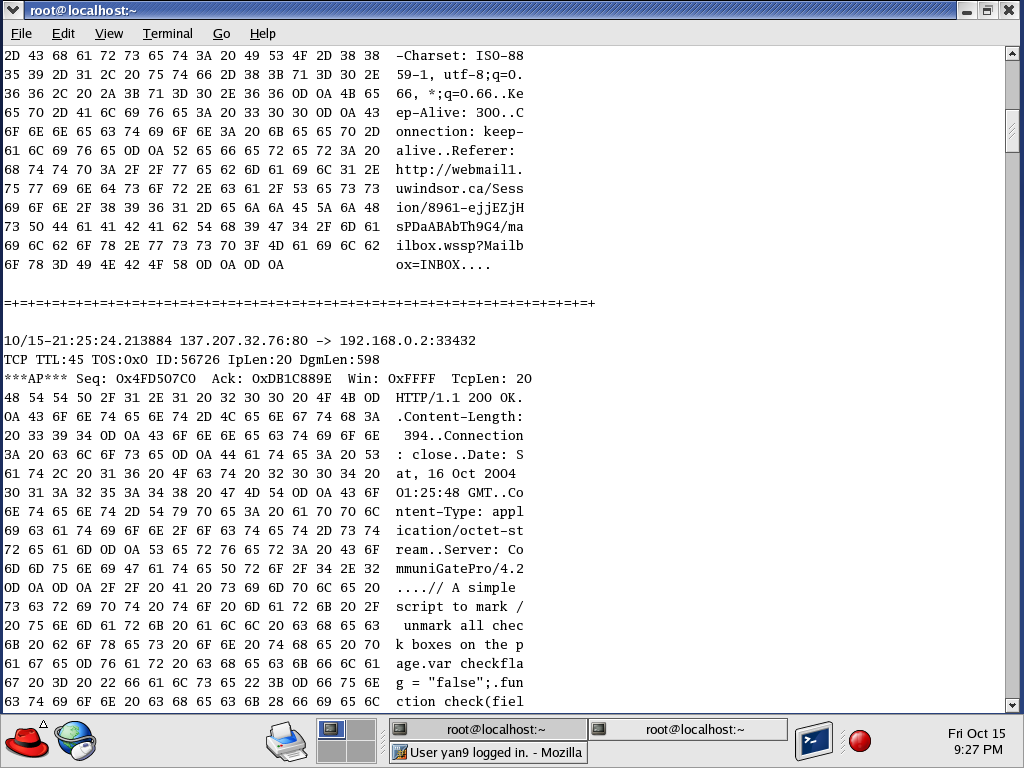 root@localhost:~
File Edit View Terminal Go Help
2D 43 68 61 72 73 65 74 3A 20 49 53 4F 2D 38 38 -Charset: ISO-88
35 39 2D 31 2C 20 75 74 66 2D 38 3B 71 3D 30 2E 59-1, utf-8;q=0.
36 36 2C 20 2A 3B 71 3D 30 2E 36 36 0D 0A 4B 65 66, *;q=0.66..Ke
65 70 2D 41 6C 69 76 65 3A 20 33 30 30 0D 0A 43 ep-Alive: 300..C
6F 6E 6E 65 63 74 69 6F 6E 3A 20 6B 65 65 70 2D onnection: keep-
61 6C 69 76 65 0D 0A 52 65 66 65 72 65 72 3A 20 alive..Referer:
68 74 74 70 3A 2F 2F 77 65 62 6D 61 69 6C 31 2E http://webmail1.
75 77 69 6E 64 73 6F 72 2E 63 61 2F 53 65 73 73 uwindsor.ca/Sess
69 6F 6E 2F 38 39 36 31 2D 65 6A 6A 45 5A 6A 48 ion/8961-ejjEZjH
73 50 44 61 41 42 41 62 54 68 39 47 34 2F 6D 61 sPDaABAbTh9G4/ma
69 6C 62 6F 78 2E 77 73 73 70 3F 4D 61 69 6C 62 ilbox.wssp?Mailb
6F 78 3D 49 4E 42 4F 58 0D 0A 0D 0A ox=INBOX....
=+=+=+=+=+=+=+=+=+=+=+=+=+=+=+=+=+=+=+=+=+=+=+=+=+=+=+=+=+=+=+=+=+=+=+=+=+
10/15-21:25:24.213884 137.207.32.76:80 -> 192.168.0.2:33432
TCP TTL:45 TOS:0x0 ID:56726 IpLen:20 DgmLen:598
***AP*** Seq: 0x4FD507C0 Ack: 0xDB1C889E Win: 0xFFFF TcpLen: 20
48 54 54 50 2F 31 2E 31 20 32 30 30 20 4F 4B 0D HTTP/1.1 200 OK.
0A 43 6F 6E 74 65 6E 74 2D 4C 65 6E 67 74 68 3A .Content-Length:
20 33 39 34 0D 0A 43 6F 6E 6E 65 63 74 69 6F 6E 394..Connection
3A 20 63 6C 6F 73 65 0D 0A 44 61 74 65 3A 20 53 : close..Date: S
61 74 2C 20 31 36 20 4F 63 74 20 32 30 30 34 20 at, 16 Oct 2004
30 31 3A 32 35 3A 34 38 20 47 4D 54 0D 0A 43 6F 01:25:48 GMT..Co
6E 74 65 6E 74 2D 54 79 70 65 3A 20 61 70 70 6C ntent-Type: appl
69 63 61 74 69 6F 6E 2F 6F 63 74 65 74 2D 73 74 ication/octet-st
72 65 61 6D 0D 0A 53 65 72 76 65 72 3A 20 43 6F ream..Server: Co
6D 6D 75 6E 69 47 61 74 65 50 72 6F 2F 34 2E 32 mmuniGatePro/4.2
0D 0A 0D 0A 2F 2F 20 41 20 73 69 6D 70 6C 65 20 ....// A simple
73 63 72 69 70 74 20 74 6F 20 6D 61 72 6B 20 2F script to mark /
20 75 6E 6D 61 72 6B 20 61 6C 6C 20 63 68 65 63 unmark all chec
6B 20 62 6F 78 65 73 20 6F 6E 20 74 68 65 20 70 k boxes on the p
61 67 65 0D 76 61 72 20 63 68 65 63 6B 66 6C 61 age.var checkfla
67 20 3D 20 22 66 61 6C 73 65 22 3B 0D 66 75 6E g = "false";.fun
63 74 69 6F 6E 20 63 68 65 63 6B 28 66 69 65 6C ction check(fiel
root@localhost:~ root@localhost:~
User yan9 logged in. - Mozilla
Fri Oct 15
9:27 PM